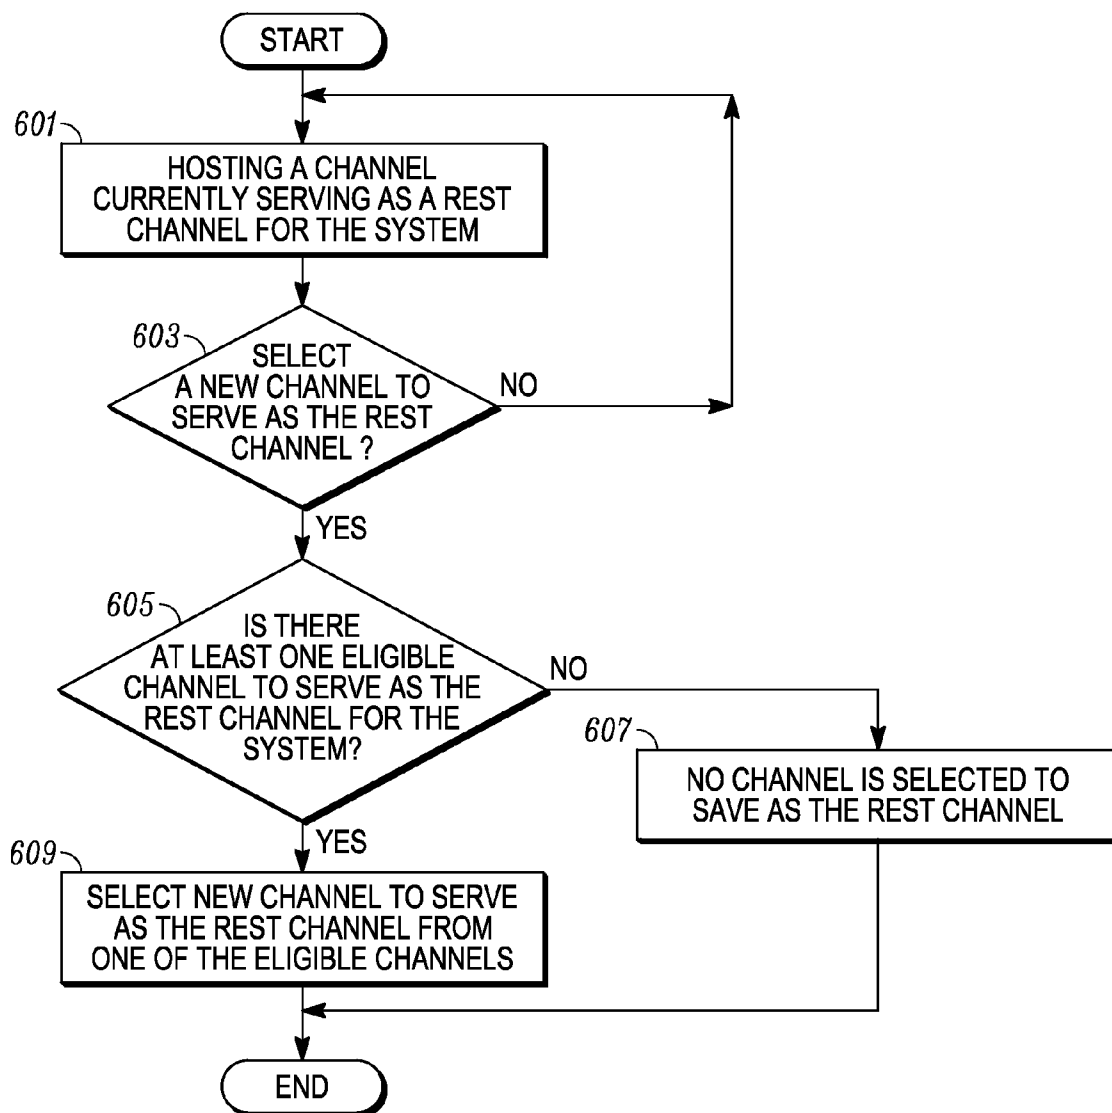 START
601
HOSTING A CHANNEL
CURRENTLY SERVING AS A REST
CHANNEL FOR THE SYSTEM
603
SELECT
A NEW CHANNEL TO
SERVE AS THE REST
CHANNEL ?
NO
YES
605
IS THERE
AT LEAST ONE ELIGIBLE
CHANNEL TO SERVE AS THE
REST CHANNEL FOR THE
SYSTEM?
NO
607
NO CHANNEL IS SELECTED TO
SAVE AS THE REST CHANNEL
YES
609
SELECT NEW CHANNEL TO SERVE
AS THE REST CHANNEL FROM
ONE OF THE ELIGIBLE CHANNELS
END